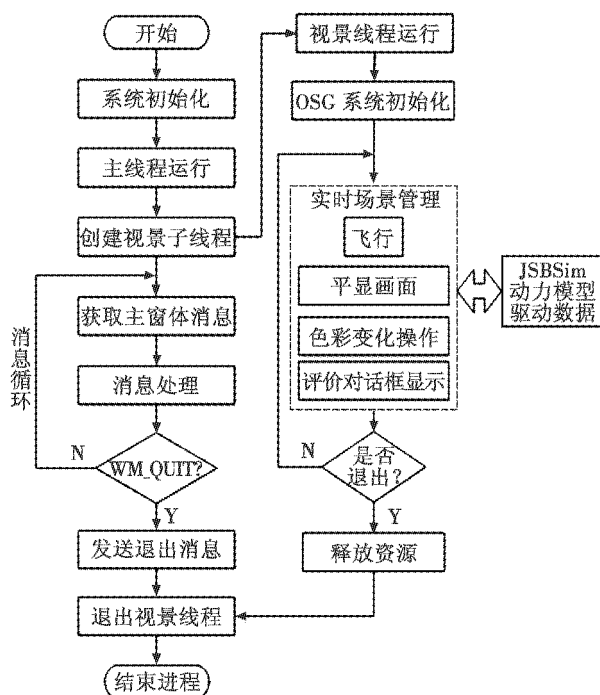 开始
系统初始化
主线程运行
创建视景子线程
获取主窗体消息
消息处理
消息循环
N
WM_QUIT?
Y
发送退出消息
退出视景线程
结束进程
视景线程运行
OSG 系统初始化
实时场景管理
飞行
平显画面
色彩变化操作
评价对话框显示
JSBSim
动力模型
驱动数据
N
是否
退出?
Y
释放资源